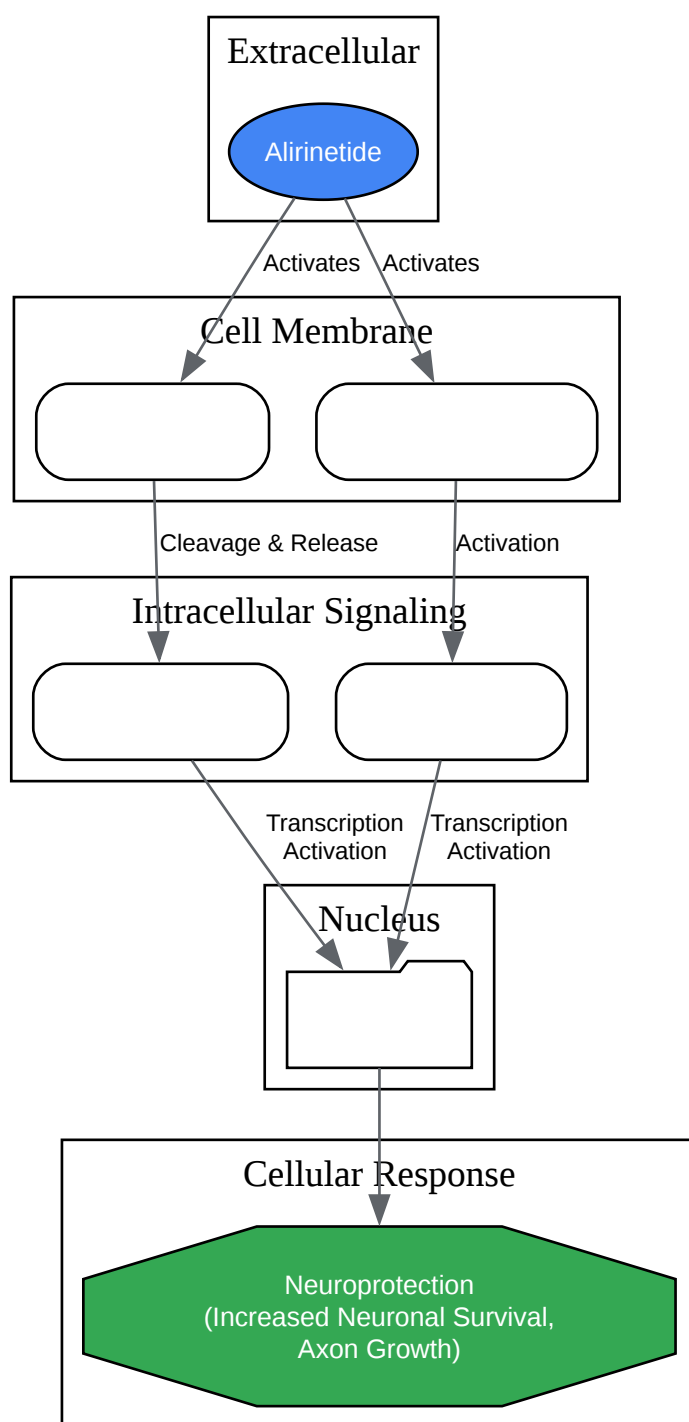 Extracellular
Alirinetide
Activates
Activates
Cell Membrane
Cleavage & Release
Activation
Intracellular Signaling
Transcription
Activation
Transcription
Activation
Nucleus
Cellular Response
Neuroprotection
(Increased Neuronal Survival,
Axon Growth)